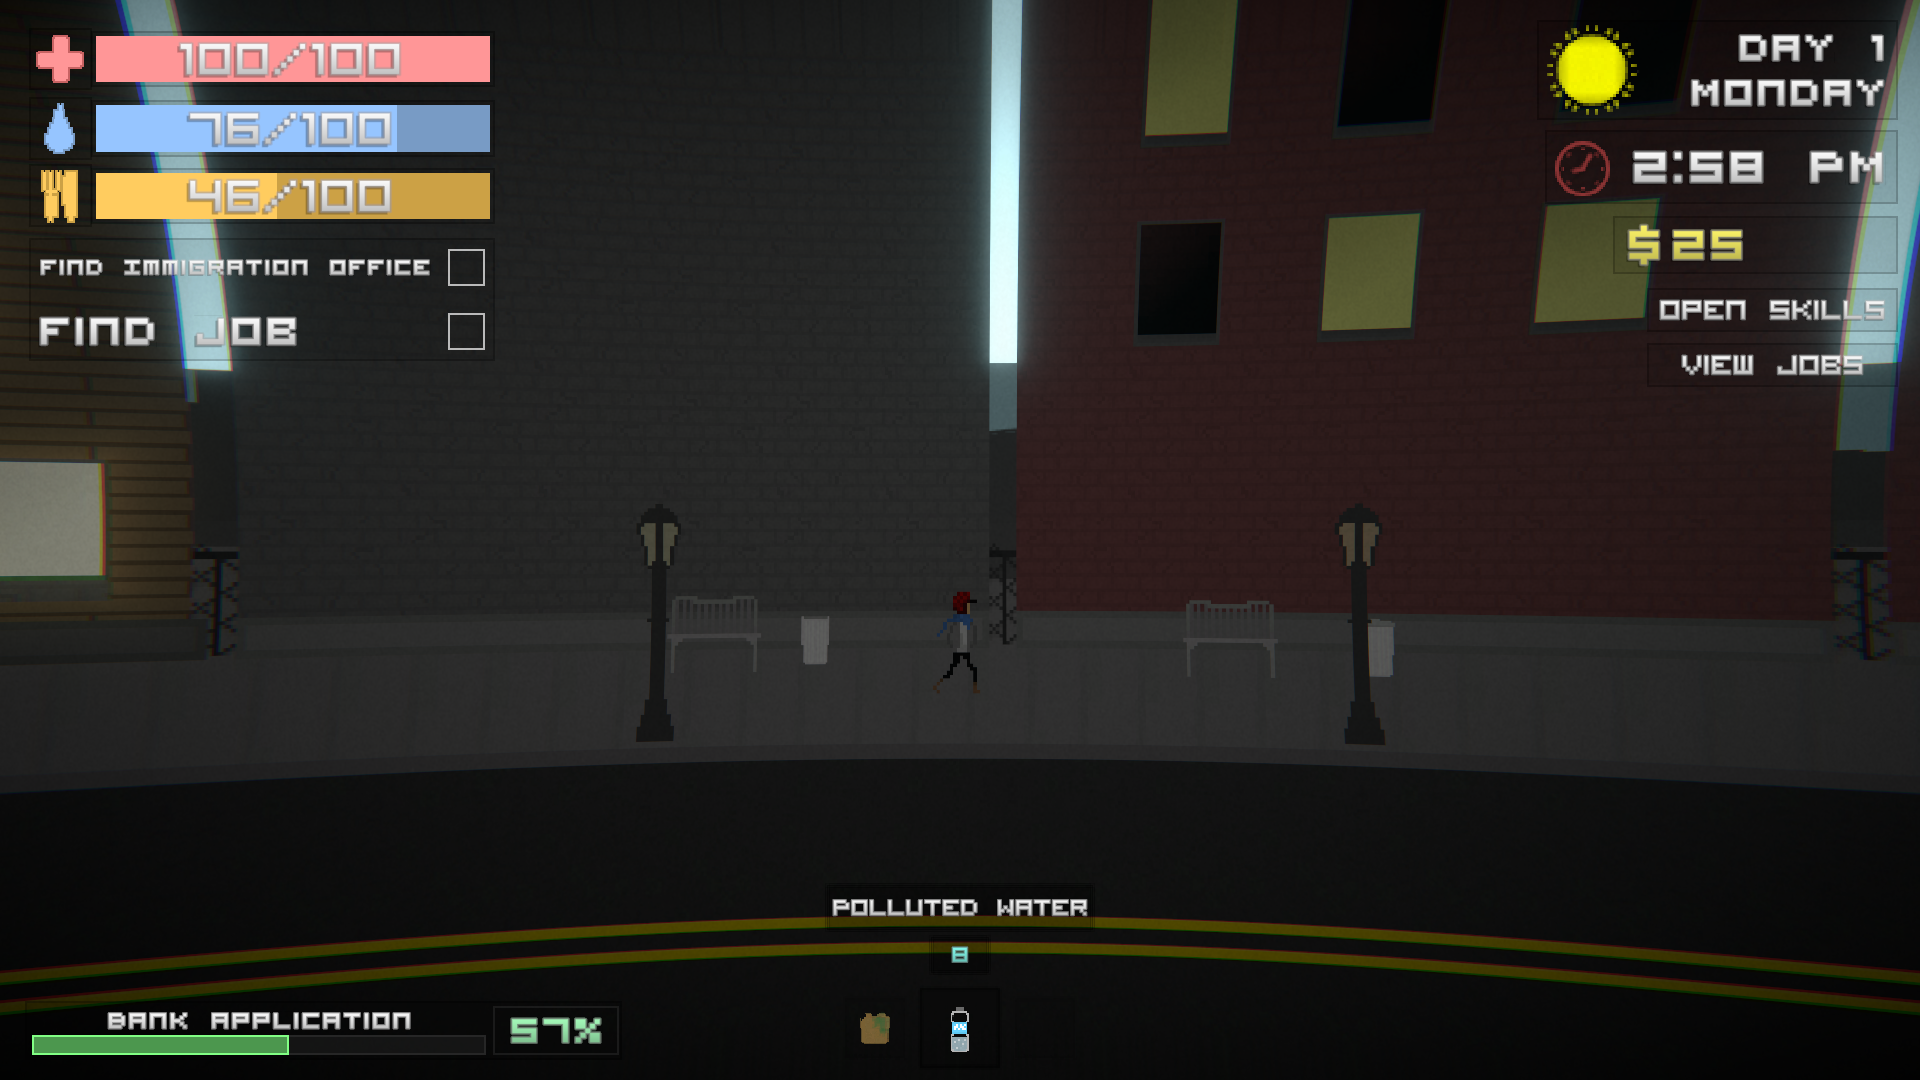 100/100
76/100
46/100
FIND IMMIGRATION OFFICE
FIND JOB
DAY 1
MONDAY
2:58 PM
$25
OPEN SKILLS
VIEW JOBS
POLLUTED WATER
8
BANK APPLICATION
57%